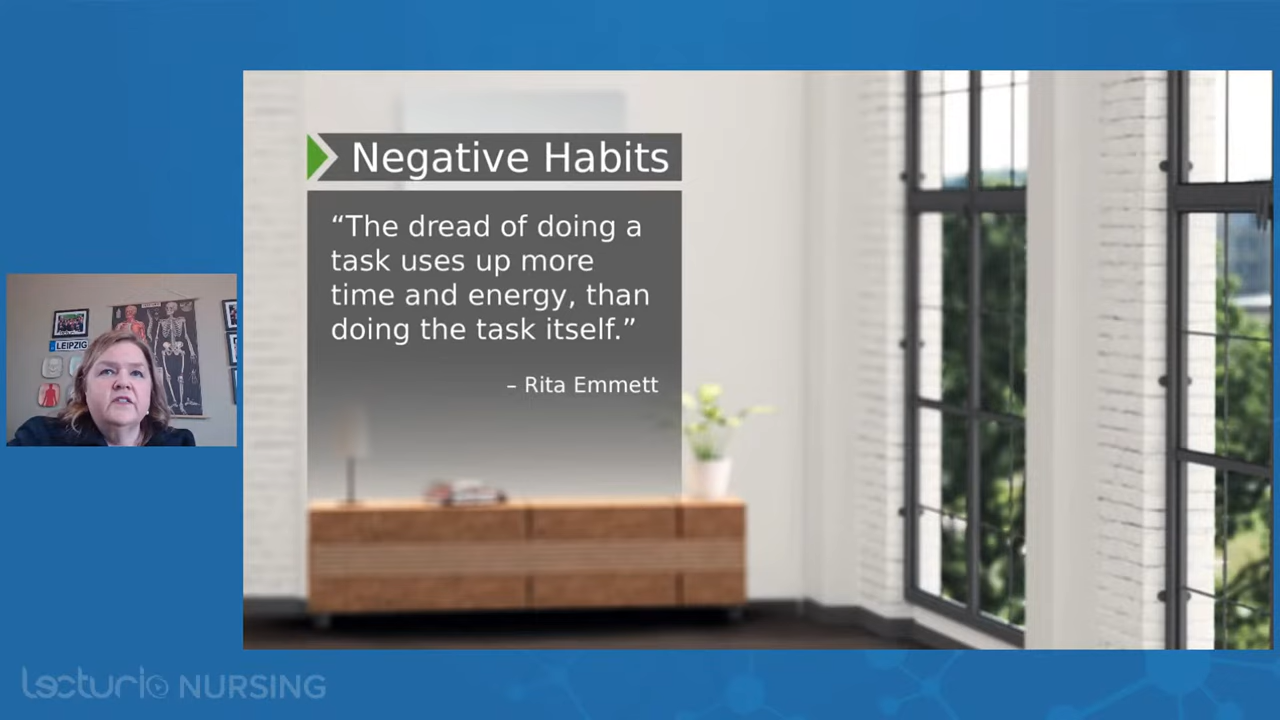 Negative Habits
“The dread of doing a
task uses up more
time and energy, than
doing the task itself.”
– Rita Emmett
LEIPZIG
lecturio NURSING